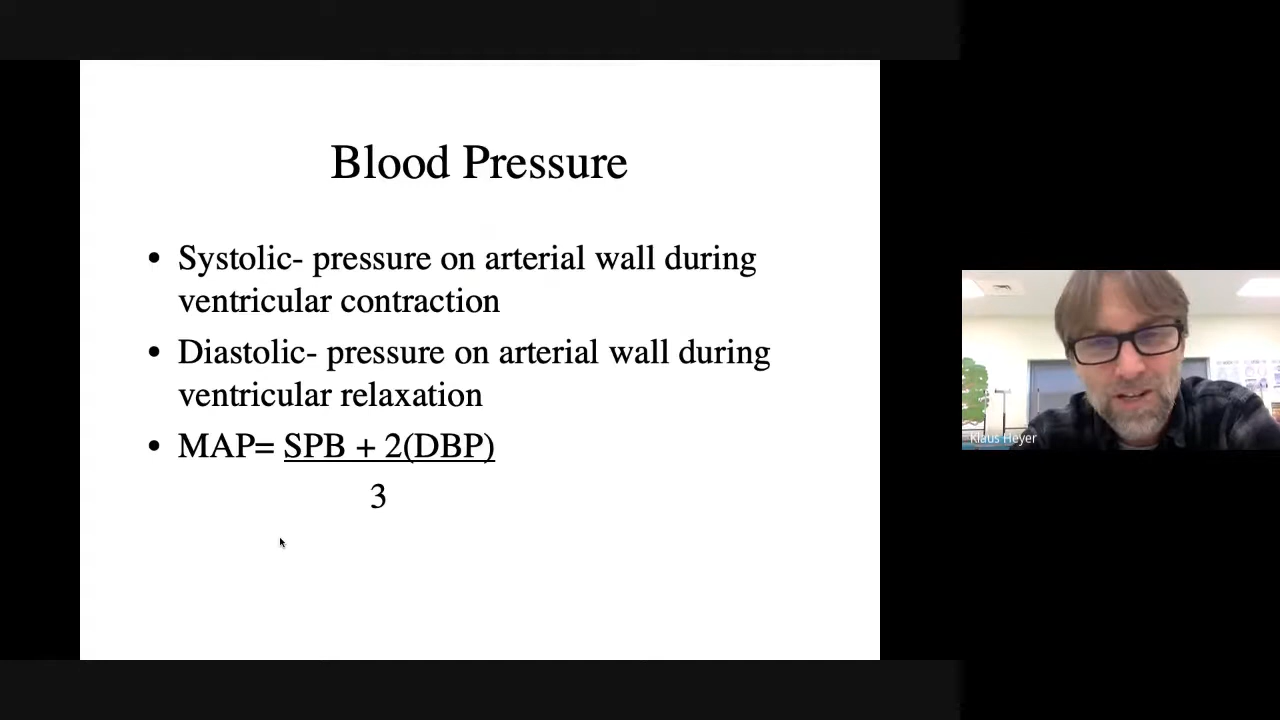 Blood Pressure
• Systolic- pressure on arterial wall during
ventricular contraction
• Diastolic- pressure on arterial wall during
ventricular relaxation
• MAP= SPB + 2(DBP)
3
Klaus Heyer